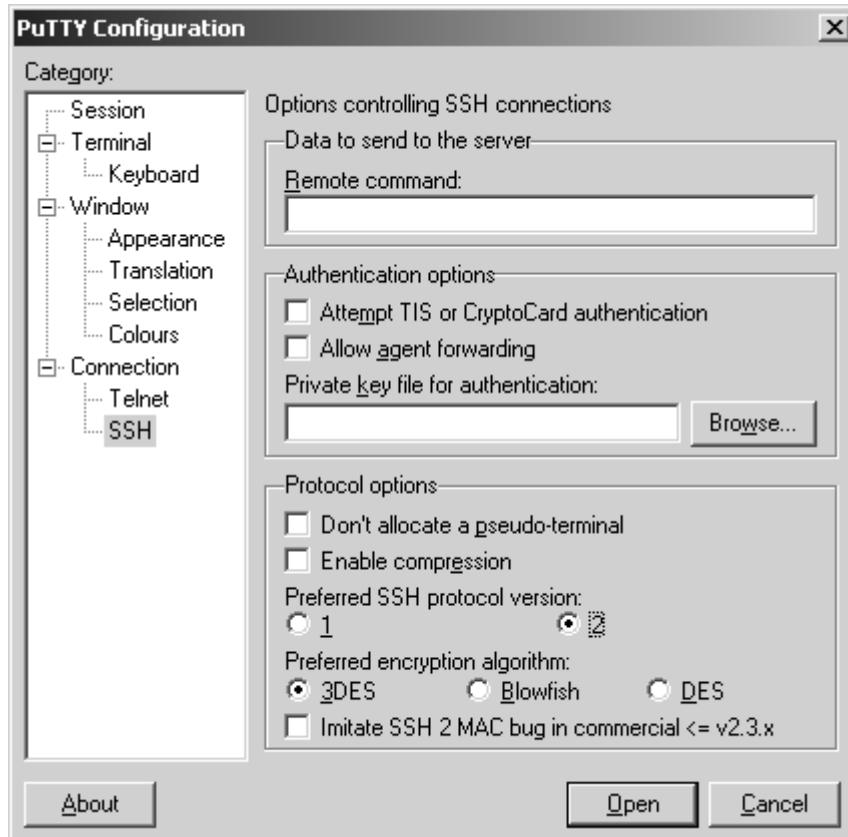 PuTTY Configuration
Category:
Session
Terminal
Keyboard
Window
Appearance
Translation
Selection
Colours
Connection
Telnet
SSH
Options controlling SSH connections
Data to send to the server
Remote command:
Authentication options
Attempt TIS or CryptoCard authentication
Allow agent forwarding
Private key file for authentication:
Browse...
Protocol options
Don't allocate a pseudo-terminal
Enable compression
Preferred SSH protocol version:
1 2
Preferred encryption algorithm:
3DES Blowfish DES
Imitate SSH 2 MAC bug in commercial <= v2.3.x
About Open Cancel